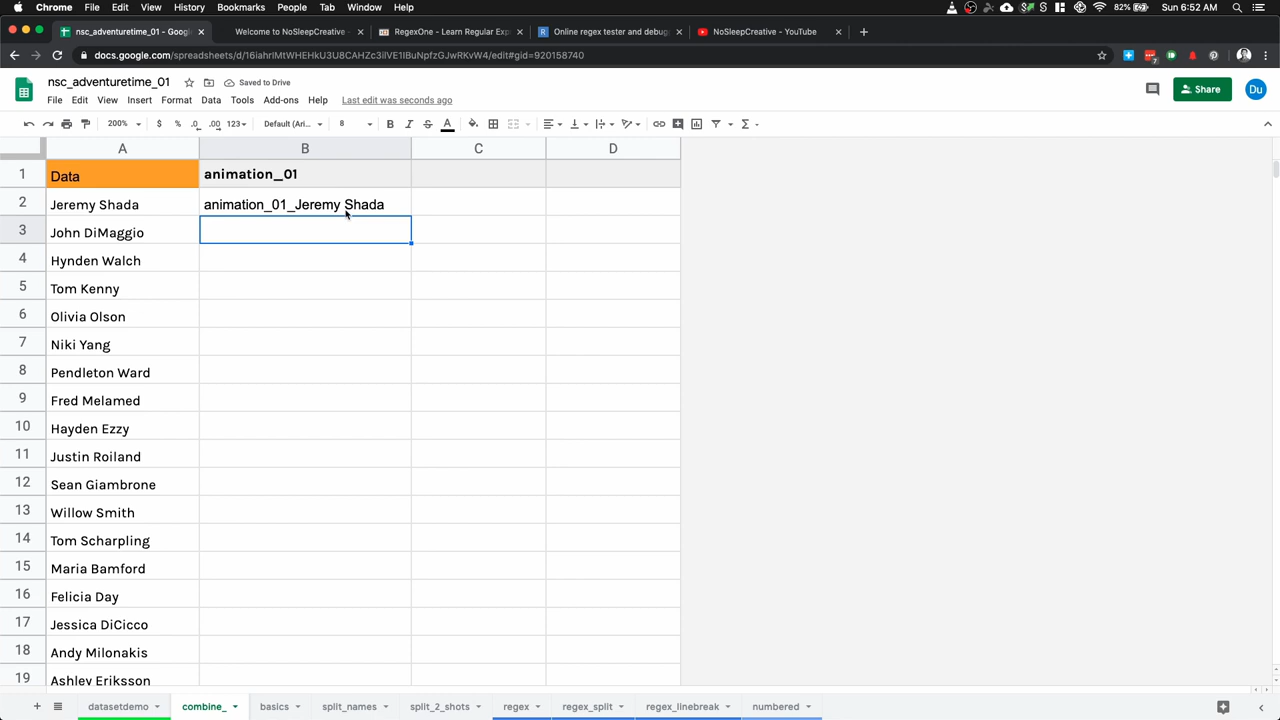 Chrome File Edit View History Bookmarks People Tab Window Help 82% Sun 6:52 AM
nsc_adventuretime_01 - Googl Welcome to NoSleepCreative - RegexOne - Learn Regular Exp Online regex tester and debug NoSleepCreative - YouTube
docs.google.com/spreadsheets/d/16iahrIMtWHEHkU3U8CAHZc3ilVE1IBuNpfzGJwRKvW4/edit#gid=920158740
nsc_adventuretime_01 Saved to Drive
Share Du
File Edit View Insert Format Data Tools Add-ons Help Last edit was seconds ago
200% $ % .0 .00 123 Default (Ari... 8 B I S A
A B C D
1 Data animation_01
2 Jeremy Shada animation_01_Jeremy Shada
3 John DiMaggio
4 Hynden Walch
5 Tom Kenny
6 Olivia Olson
7 Niki Yang
8 Pendleton Ward
9 Fred Melamed
10 Hayden Ezzy
11 Justin Roiland
12 Sean Giambrone
13 Willow Smith
14 Tom Scharpling
15 Maria Bamford
16 Felicia Day
17 Jessica DiCicco
18 Andy Milonakis
19 Ashley Eriksson
datasetdemo combine_ basics split_names split_2_shots regex regex_split regex_linebreak numbered